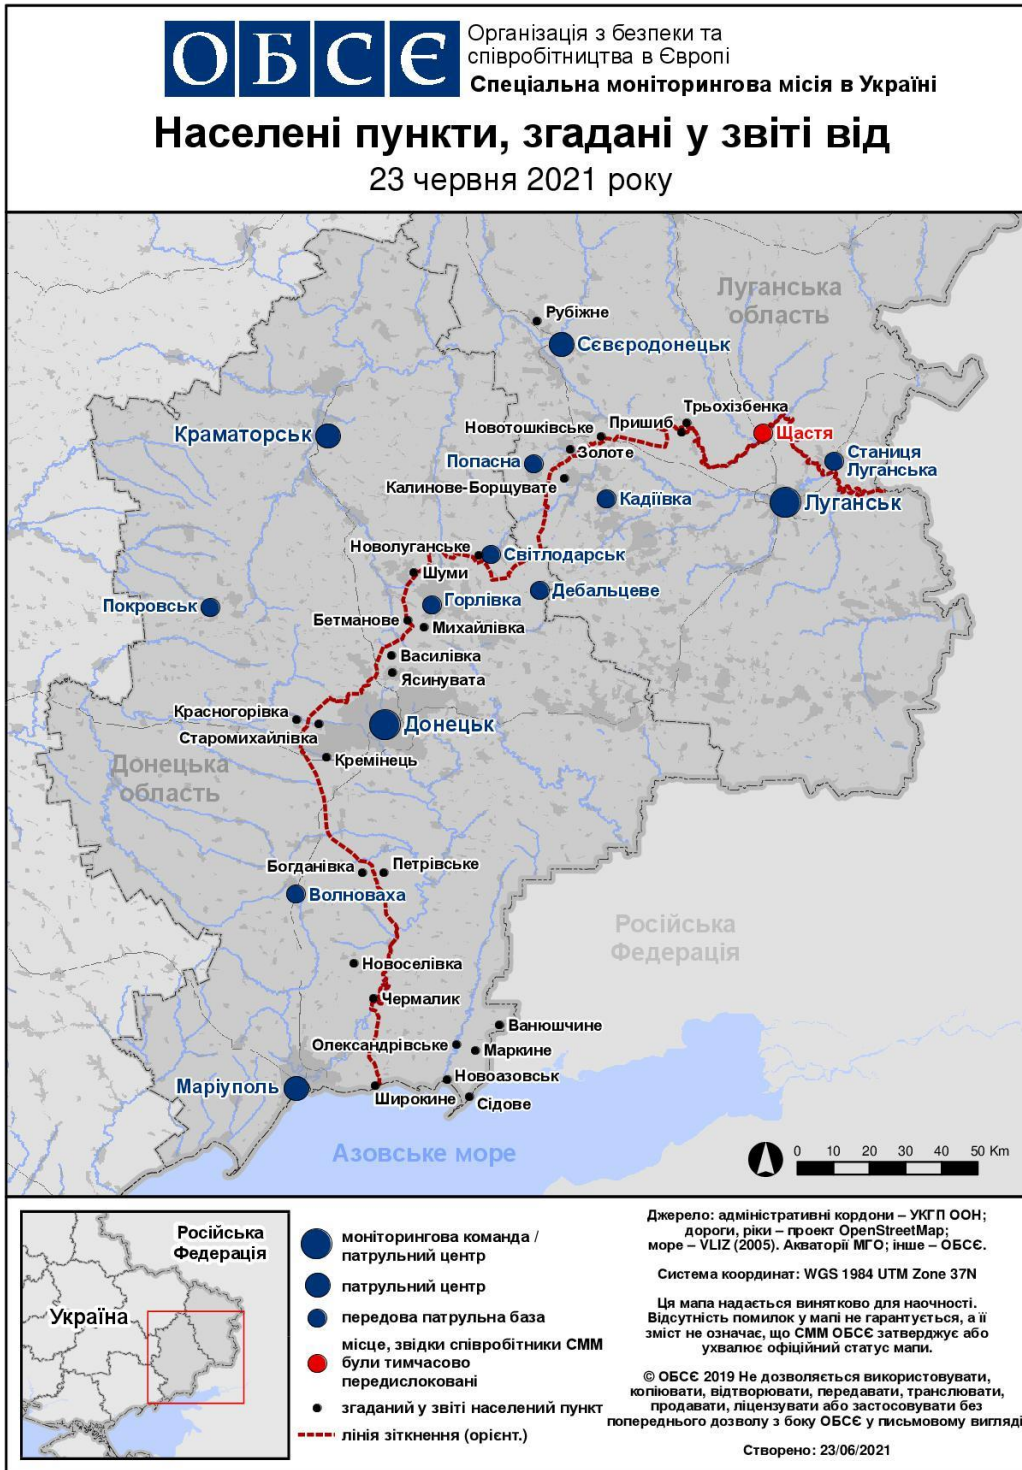 ОБСЄ
Організація з безпеки та
співробітництва в Європі
Спеціальна моніторингова місія в Україні
Населені пункти, згадані у звіті від
23 червня 2021 року
Луганська
область
Рубіжне
Сєвєродонецьк
Трьохізбенка
Пришиб
Новотошківське
Щастя
Краматорськ
Золоте
Станиця
Луганська
Попасна
Калинове-Борщувате
Кадіївка
Луганськ
Новолуганське
Світлодарськ
Шуми
Дебальцеве
Горлівка
Покровськ
Бетманове
Михайлівка
Василівка
Ясинувата
Красногорівка
Донецьк
Старомихайлівка
Кремінець
Донецька
область
Богданівка
Петрівське
Волноваха
Російська
Федерація
Новоселівка
Чермалик
Ванюшчине
Олександрівське
Маркине
Новоазовськ
Маріуполь
Широкине
Сідове
Азовське море
0 10 20 30 40 50 Km
Російська
Федерація
Україна
моніторингова команда /
патрульний центр
патрульний центр
передова патрульна база
місце, звідки співробітники СММ
були тимчасово
передислоковані
згаданий у звіті населений пункт
лінія зіткнення (орієнт.)
Джерело: адміністративні кордони – УКГП ООН;
дороги, ріки – проект OpenStreetMap;
море – VLIZ (2005). Акваторії МГО; інше – ОБСЄ.
Система координат: WGS 1984 UTM Zone 37N
Ця мапа надається винятково для наочності.
Відсутність помилок у мапі не гарантується, а її
зміст не означає, що СММ ОБСЄ затверджує або
ухвалює офіційний статус мапи.
© ОБСЄ 2019 Не дозволяється використовувати,
копіювати, відтворювати, передавати, транслювати,
продавати, ліцензувати або застосовувати без
попереднього дозволу з боку ОБСЄ у письмовому вигляді
Створено: 23/06/2021